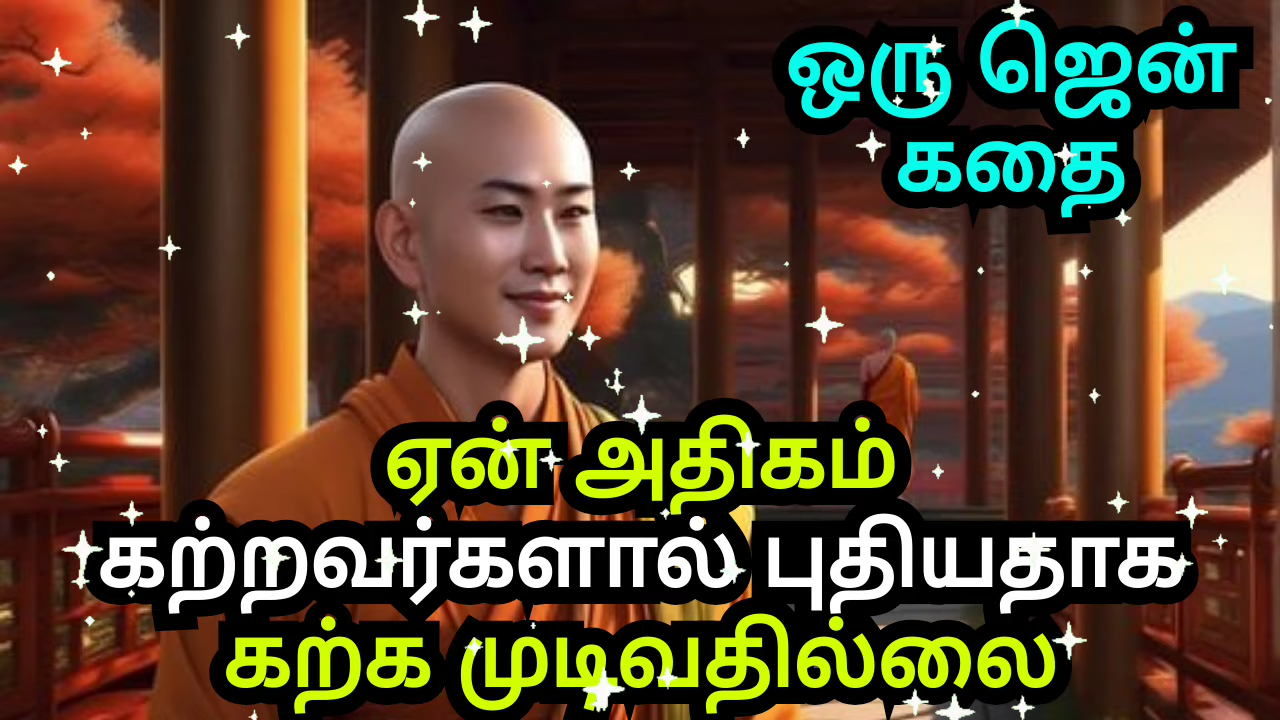 ஒரு ஜென்
கதை
ஏன் அதிகம்
கற்றவர்களால் புதியதாக
கற்க முடிவதில்லை